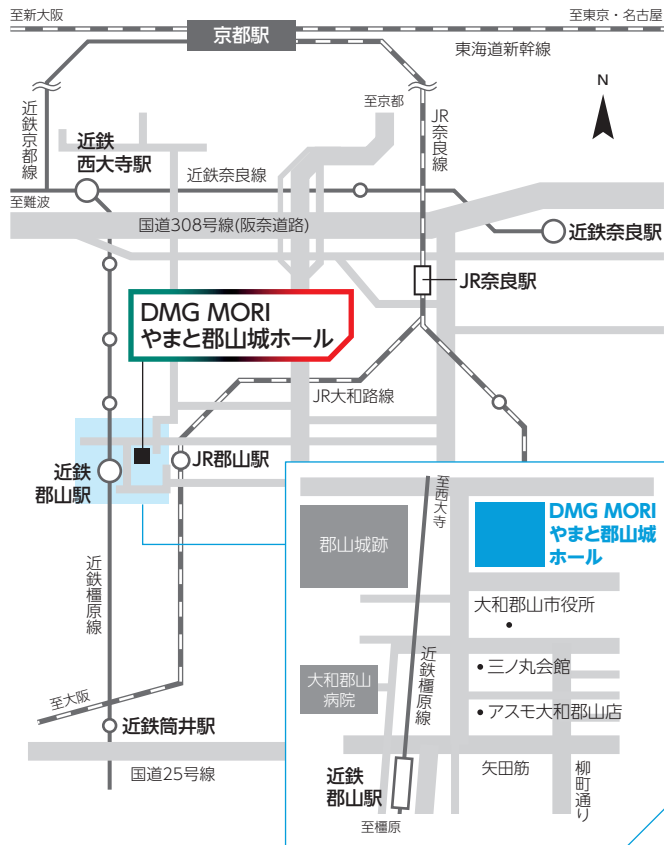 至新大阪
至東京・名古屋
京都駅
東海道新幹線
N
至京都
JR奈良線
近鉄京都線
近鉄
西大寺駅
近鉄奈良線
至難波
国道308号線(阪奈道路)
近鉄奈良駅
JR奈良駅
DMG MORI
やまと郡山城ホール
JR大和路線
JR郡山駅
近鉄
郡山駅
近鉄橿原線
至大阪
近鉄筒井駅
国道25号線
至西大寺
DMG MORI
やまと郡山城
ホール
郡山城跡
大和郡山市役所
三ノ丸会館
大和郡山
病院
近鉄橿原線
アスモ大和郡山店
矢田筋
柳町通り
近鉄
郡山駅
至橿原